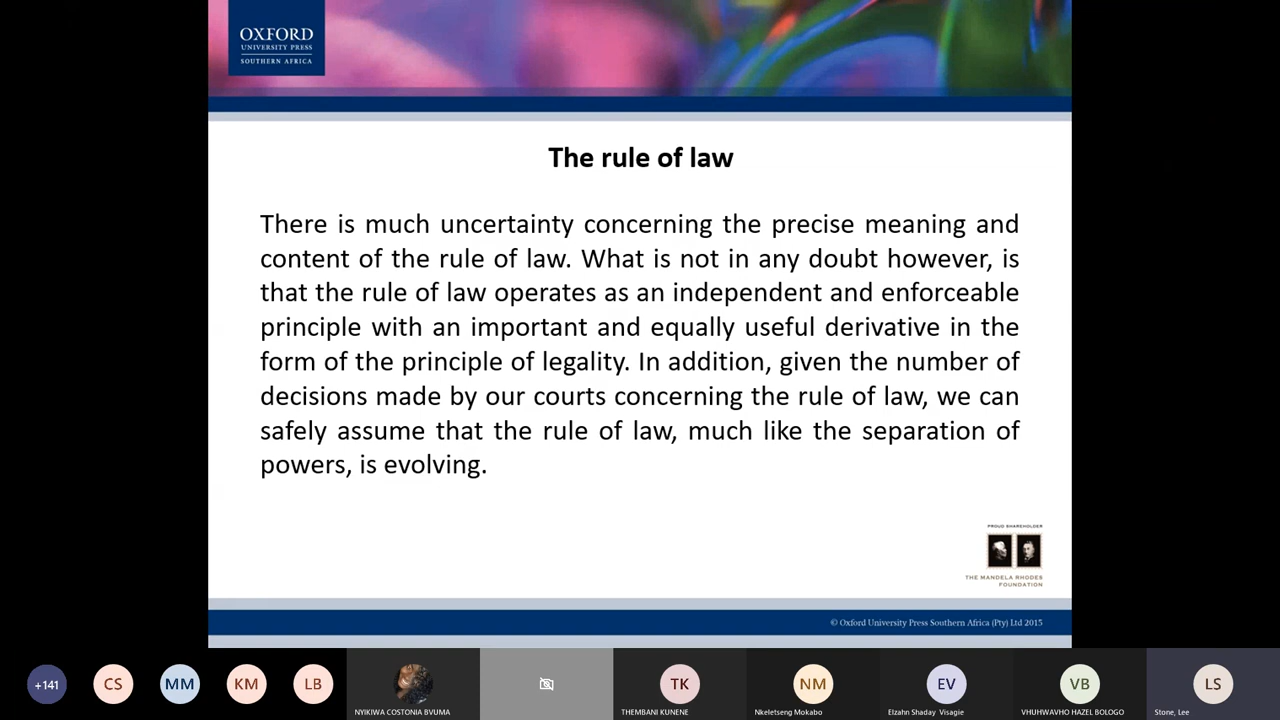 OXFORD
UNIVERSITY PRESS
SOUTHERN AFRICA
The rule of law
There is much uncertainty concerning the precise meaning and
content of the rule of law. What is not in any doubt however, is
that the rule of law operates as an independent and enforceable
principle with an important and equally useful derivative in the
form of the principle of legality. In addition, given the number of
decisions made by our courts concerning the rule of law, we can
safely assume that the rule of law, much like the separation of
powers, is evolving.
PROUD SHAREHOLDER
THE MANDELA RHODES
FOUNDATION
© Oxford University Press Southern Africa (Pty) Ltd 2015
+141
CS
MM
KM
LB
TK
NM
EV
VB
LS
NYIKIWA COSTONIA BVUMA
THEMBANI KUNENE
Nkeletseng Mokabo
Elzahn Shaday Visagie
VHUHWAVHO HAZEL BOLOGO
Stone, Lee